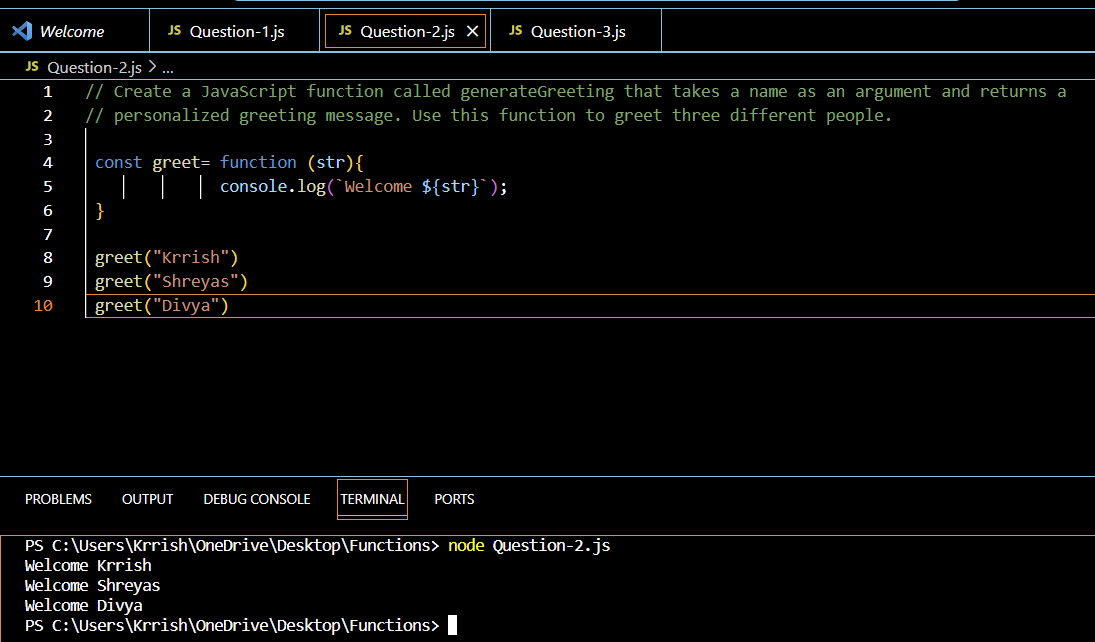 Welcome
JS Question-1.js
JS Question-2.js ×
JS Question-3.js
JS Question-2.js > ...
1 // Create a JavaScript function called generateGreeting that takes a name as an argument and returns a
2 // personalized greeting message. Use this function to greet three different people.
3
4 const greet= function (str){
5 console.log(`Welcome ${str}`);
6 }
7
8 greet("Krrish")
9 greet("Shreyas")
10 greet("Divya")
PROBLEMS OUTPUT DEBUG CONSOLE TERMINAL PORTS
PS C:\Users\Krrish\OneDrive\Desktop\Functions> node Question-2.js
Welcome Krrish
Welcome Shreyas
Welcome Divya
PS C:\Users\Krrish\OneDrive\Desktop\Functions>